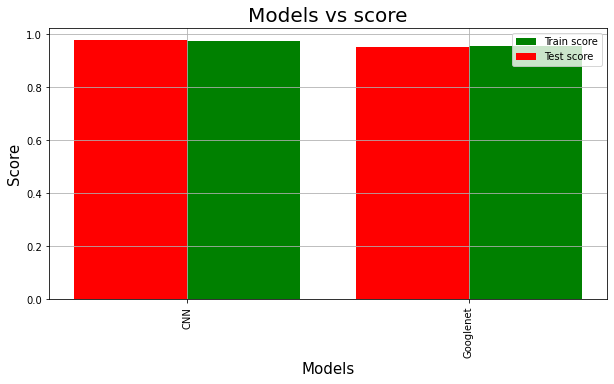 Models vs score
Train score
Test score
Score
1.0
0.8
0.6
0.4
0.2
0.0
CNN
Googlenet
Models